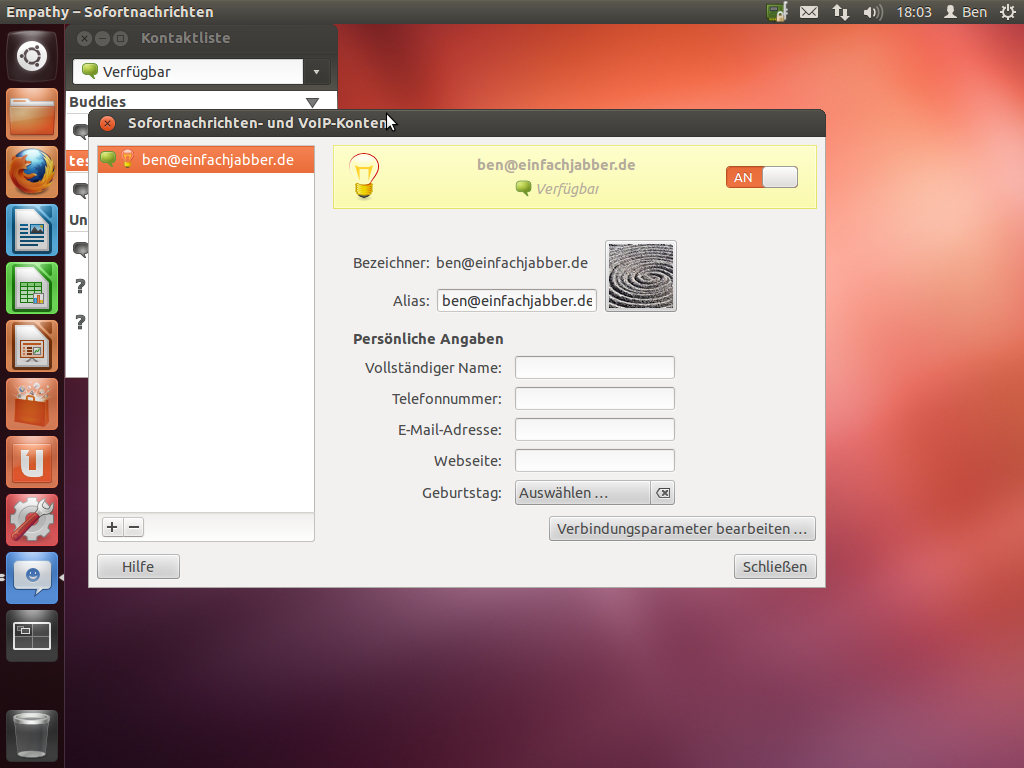 Empathy – Sofortnachrichten
18:03
Ben
Kontaktliste
Verfügbar
Buddies
tes
Un
?
?
Sofortnachrichten- und VoIP-Konten
ben@einfachjabber.de
ben@einfachjabber.de
Verfügbar
AN
Bezeichner: ben@einfachjabber.de
Alias: ben@einfachjabber.de
Persönliche Angaben
Vollständiger Name:
Telefonnummer:
E-Mail-Adresse:
Webseite:
Geburtstag: Auswählen …
Verbindungsparameter bearbeiten …
Hilfe
Schließen